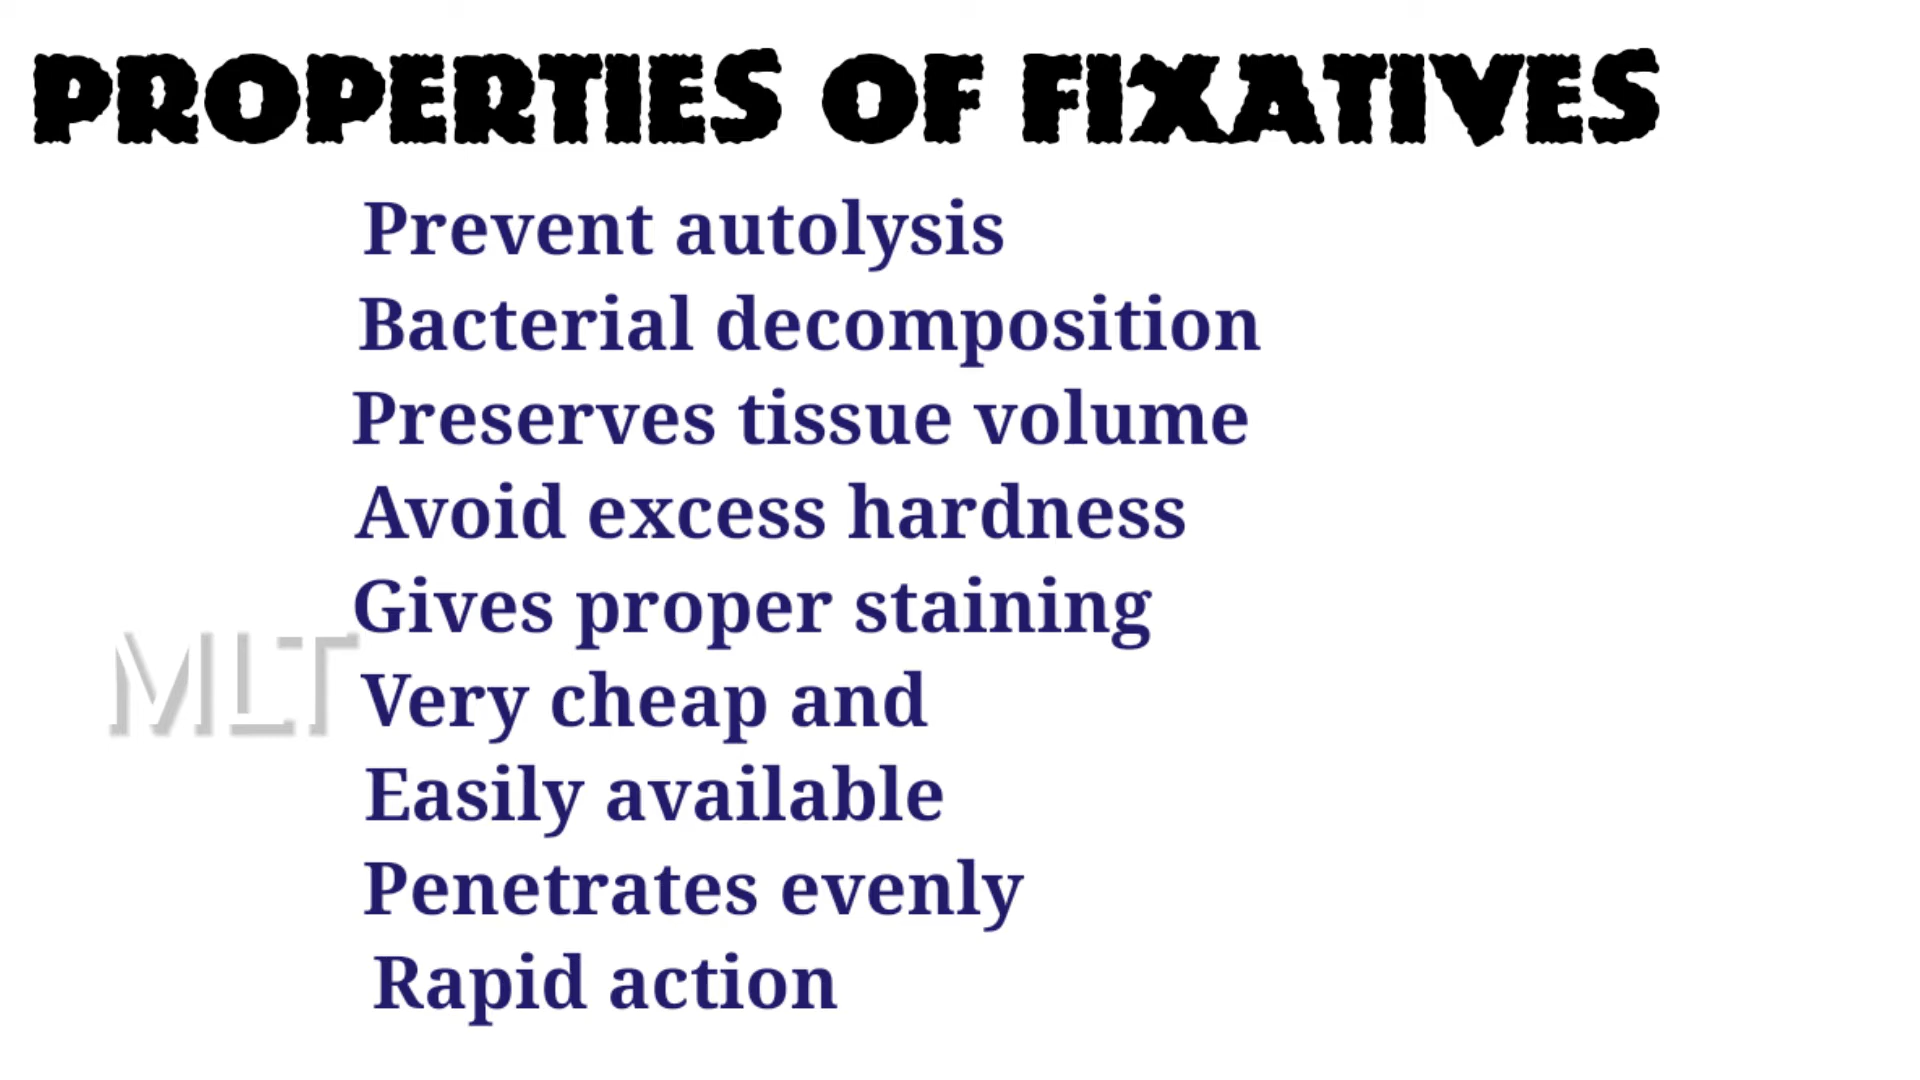 PROPERTIES OF FIXATIVES
Prevent autolysis
Bacterial decomposition
Preserves tissue volume
Avoid excess hardness
Gives proper staining
MLT
Very cheap and
Easily available
Penetrates evenly
Rapid action